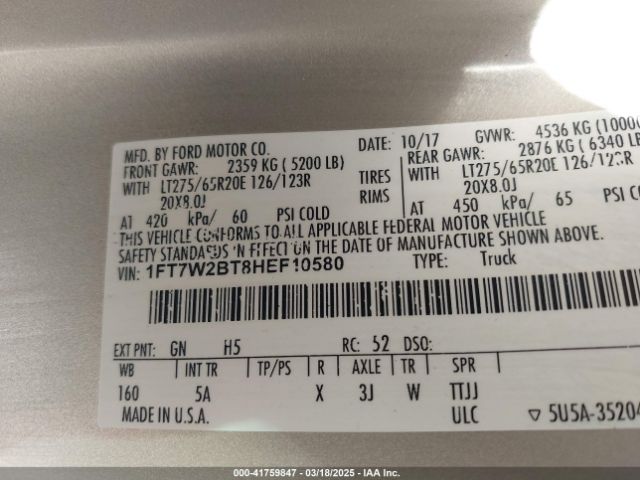 MFD. BY FORD MOTOR CO. DATE: 10/17 GVWR: 4536 KG (10000
FRONT GAWR: 2359 KG ( 5200 LB) REAR GAWR: 2876 KG ( 6340 LB
WITH LT275/65R20E 126/123R TIRES WITH LT275/65R20E 126/123R
20X8.0J RIMS 20X8.0J
AT 420 kPa/ 60 PSI COLD AT 450 kPa/ 65 PSI COLD
THIS VEHICLE CONFORMS TO ALL APPLICABLE FEDERAL MOTOR VEHICLE
SAFETY STANDARDS IN EFFECT ON THE DATE OF MANUFACTURE SHOWN ABOVE.
VIN: 1FT7W2BT8HEF10580 TYPE: Truck
EXT PNT: GN H5 RC: 52 DSO:
WB INT TR TP/PS R AXLE TR SPR
160 5A X 3J W TTJJ
MADE IN U.S.A. ULC ▽ 5U5A-35204
000-41759847 / 03/18/2025 / IAA Inc.